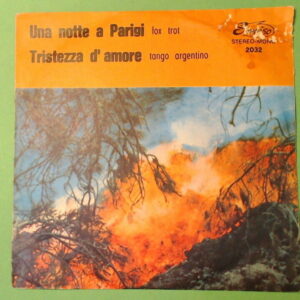 Una notte a Parigi fox trot
Tristezza d'amore tango argentino
STEREO-MONO
2032